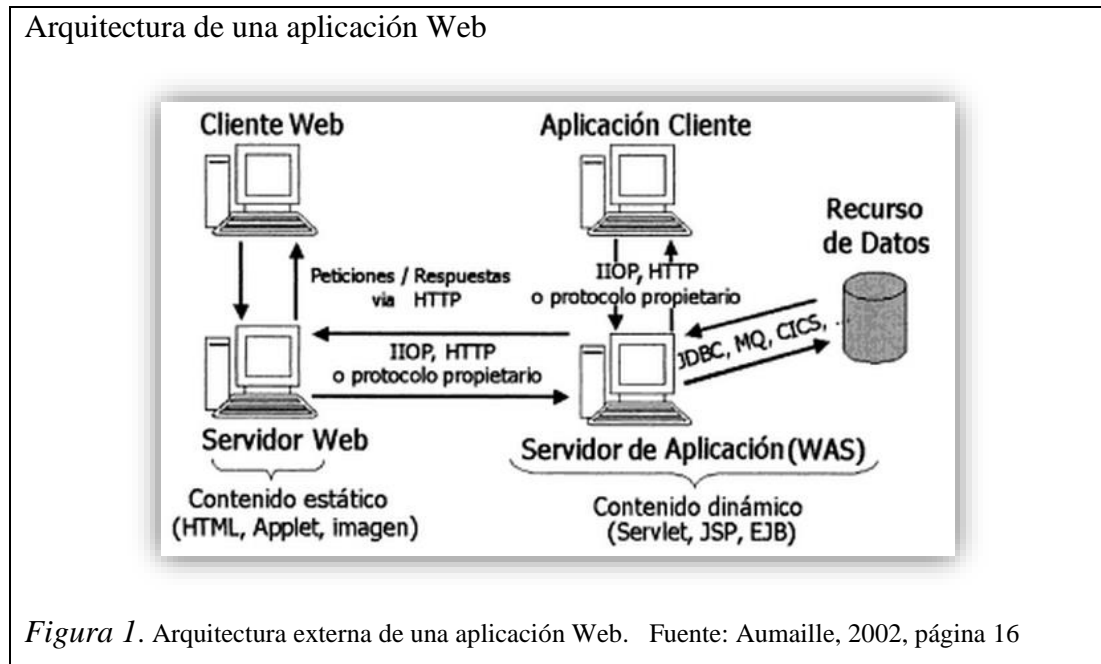 Arquitectura de una aplicación Web
Cliente Web
Aplicación Cliente
Recurso
de Datos
Peticiones / Respuestas
via HTTP
IIOP, HTTP
o protocolo propietario
IIOP, HTTP
o protocolo propietario
JDBC, MQ, CICS, ...
Servidor Web
Servidor de Aplicación (WAS)
Contenido estático
(HTML, Applet, imagen)
Contenido dinámico
(Servlet, JSP, EJB)
Figura 1. Arquitectura externa de una aplicación Web. Fuente: Aumaille, 2002, página 16